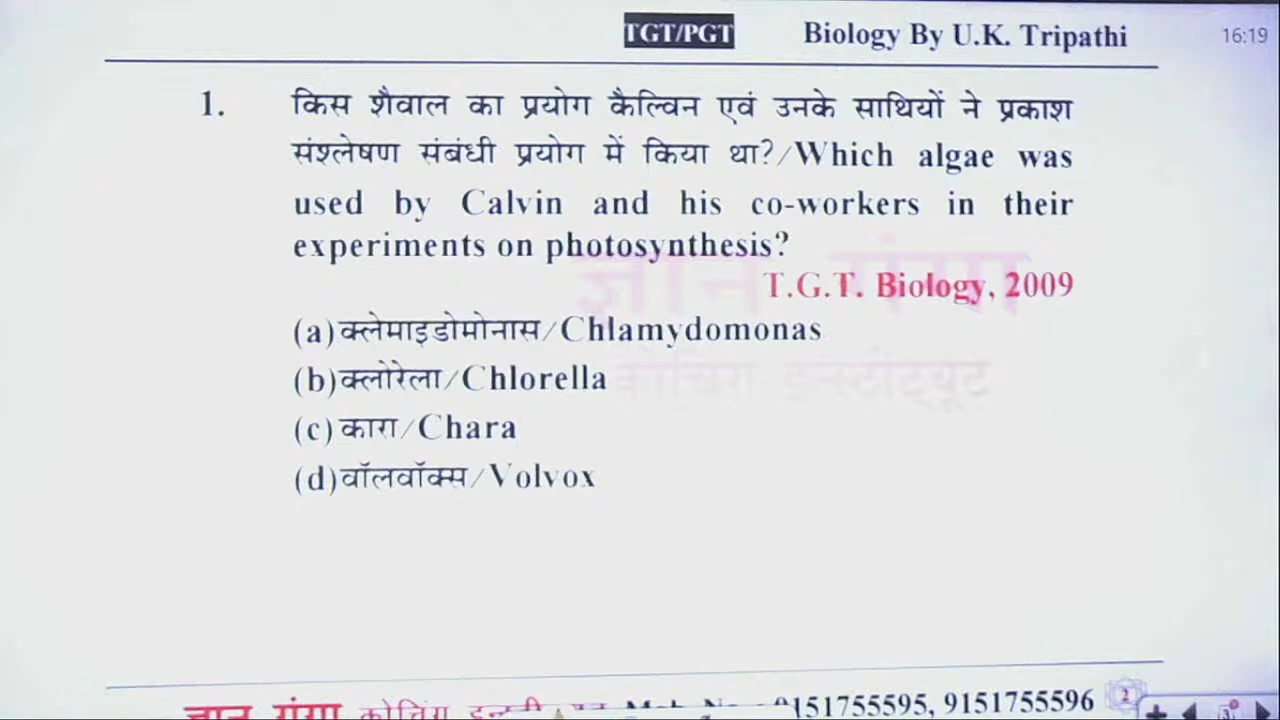 TGT/PGT Biology By U.K. Tripathi 16:19
1. किस शैवाल का प्रयोग कैल्विन एवं उनके साथियों ने प्रकाश
संश्लेषण संबंधी प्रयोग में किया था?/Which algae was
used by Calvin and his co-workers in their
experiments on photosynthesis?
ज्ञान गंगा
T.G.T. Biology, 2009
(a) क्लेमाइडोमोनास/Chlamydomonas
कोचिंग इन्स्टीट्यूट
(b) क्लोरेला/Chlorella
(c) कारा/Chara
(d) वॉलवॉक्स/Volvox
ज्ञान गंगा कोचिंग 9151755595, 9151755596 2